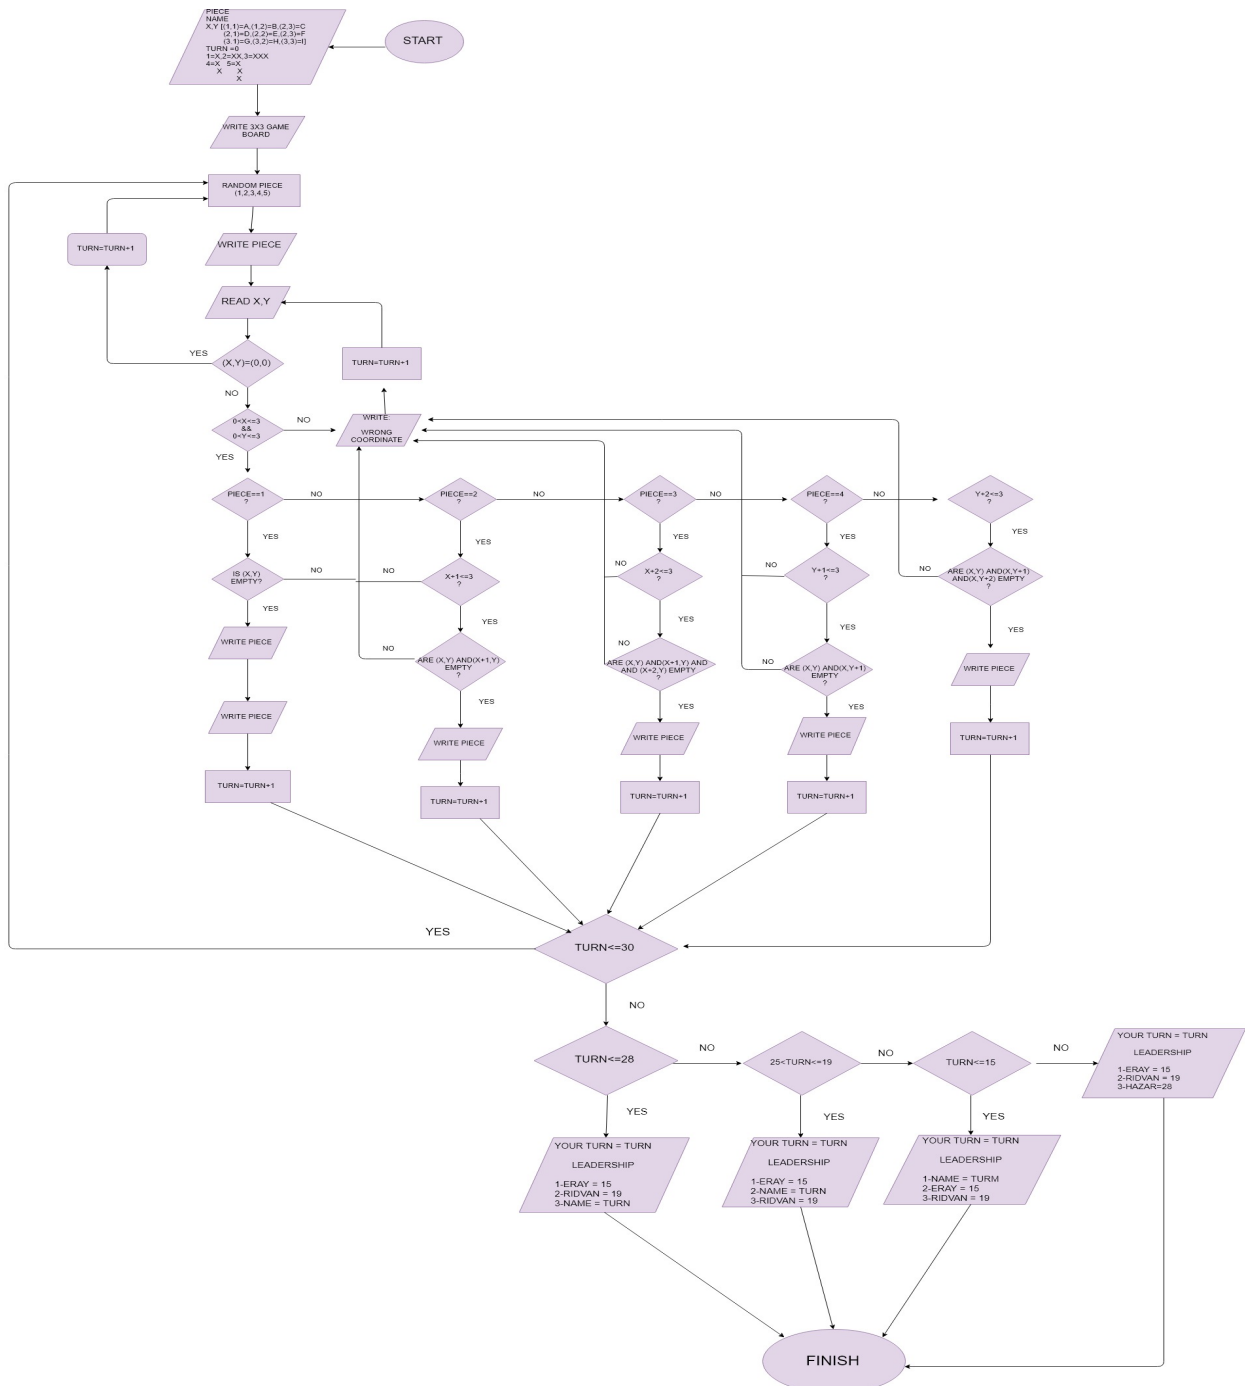 PIECE
NAME
X,Y [(1,1)=A,(1,2)=B,(2,3)=C
(2,1)=D,(2,2)=E,(2,3)=F
(3.1)=G,(3,2)=H,(3,3)=I]
TURN =0
1=X,2=XX,3=XXX
4=X 5=X
X X
X
START
WRITE 3X3 GAME
BOARD
RANDOM PIECE
(1,2,3,4,5)
TURN=TURN+1
WRITE PIECE
READ X,Y
YES
(X,Y)=(0,0)
TURN=TURN+1
NO
0<X<=3
&&
0<Y<=3
NO
WRITE:
WRONG
COORDINATE
YES
PIECE==1
?
NO
PIECE==2
?
NO
PIECE==3
?
NO
PIECE==4
?
NO
Y+2<=3
?
YES
YES
YES
YES
YES
IS (X,Y)
EMPTY?
NO
NO
X+1<=3
?
NO
X+2<=3
?
NO
Y+1<=3
?
NO
ARE (X,Y) AND(X,Y+1)
AND(X,Y+2) EMPTY
?
YES
YES
YES
YES
YES
WRITE PIECE
NO
ARE (X,Y) AND(X+1,Y)
EMPTY
?
NO
ARE (X,Y) AND(X+1,Y) AND
AND (X+2,Y) EMPTY
?
NO
ARE (X,Y) AND(X,Y+1)
EMPTY
?
WRITE PIECE
YES
YES
YES
WRITE PIECE
WRITE PIECE
WRITE PIECE
WRITE PIECE
TURN=TURN+1
TURN=TURN+1
TURN=TURN+1
TURN=TURN+1
TURN=TURN+1
YES
TURN<=30
NO
TURN<=28
NO
25<TURN<=19
NO
TURN<=15
NO
YOUR TURN = TURN
LEADERSHIP
1-ERAY = 15
2-RIDVAN = 19
3-HAZAR=28
YES
YES
YES
YOUR TURN = TURN
LEADERSHIP
1-ERAY = 15
2-RIDVAN = 19
3-NAME = TURN
YOUR TURN = TURN
LEADERSHIP
1-ERAY = 15
2-NAME = TURN
3-RIDVAN = 19
YOUR TURN = TURN
LEADERSHIP
1-NAME = TURM
2-ERAY = 15
3-RIDVAN = 19
FINISH